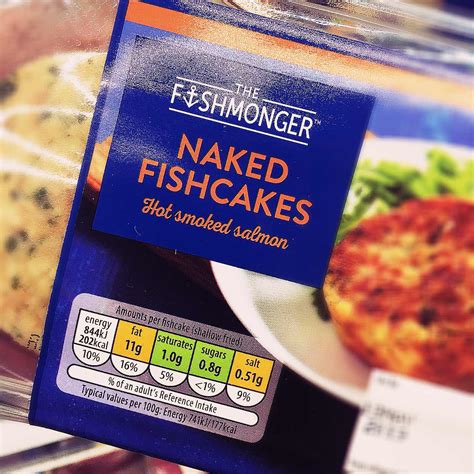 THE
FISHMONGER™
NAKED
FISHCAKES
Hot smoked salmon
Amounts per fishcake (shallow fried)
energy fat saturates sugars salt
844kJ 11g 1.0g 0.8g 0.51g
202kcal
10% 16% 5% <1% 9%
% of an adult's Reference Intake
Typical values per 100g: Energy 741kJ/177kcal